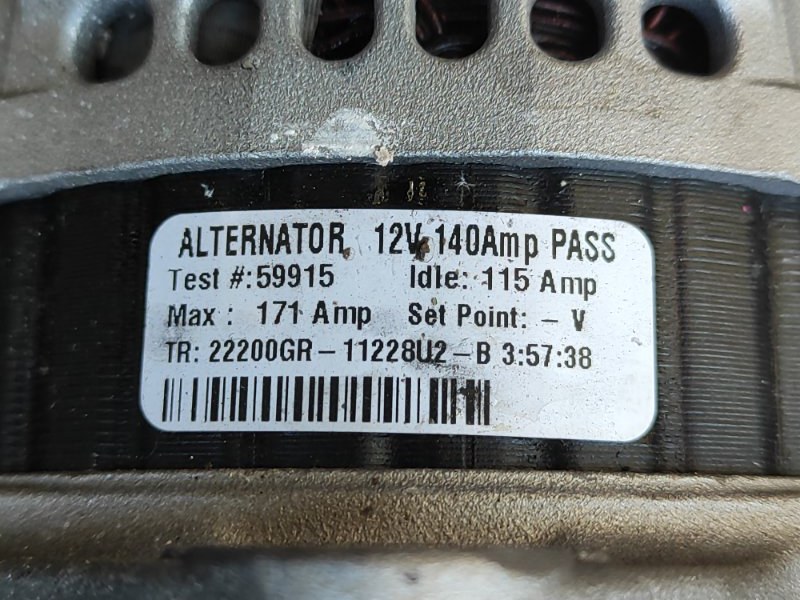 ALTERNATOR, 12V, 140Amp PASS
Test #:59915 Idle: 115 Amp
Max : 171 Amp Set Point: – V
TR: 22200GR–11228U2–B 3:57:38